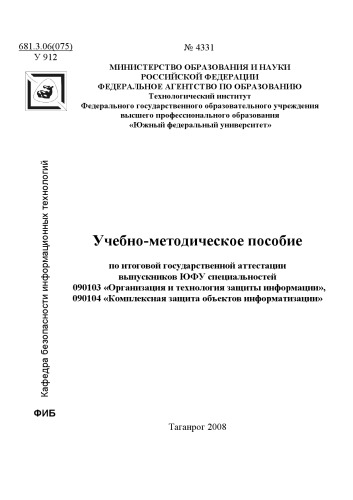 681.3.06(075)
У 912
№ 4331
МИНИСТЕРСТВО ОБРАЗОВАНИЯ И НАУКИ
РОССИЙСКОЙ ФЕДЕРАЦИИ
ФЕДЕРАЛЬНОЕ АГЕНТСТВО ПО ОБРАЗОВАНИЮ
Технологический институт
Федерального государственного образовательного учреждения
высшего профессионального образования
«Южный федеральный университет»
Кафедра безопасности информационных технологий
Учебно-методическое пособие
по итоговой государственной аттестации
выпускников ЮФУ специальностей
090103 «Организация и технология защиты информации»,
090104 «Комплексная защита объектов информатизации»
ФИБ
Таганрог 2008